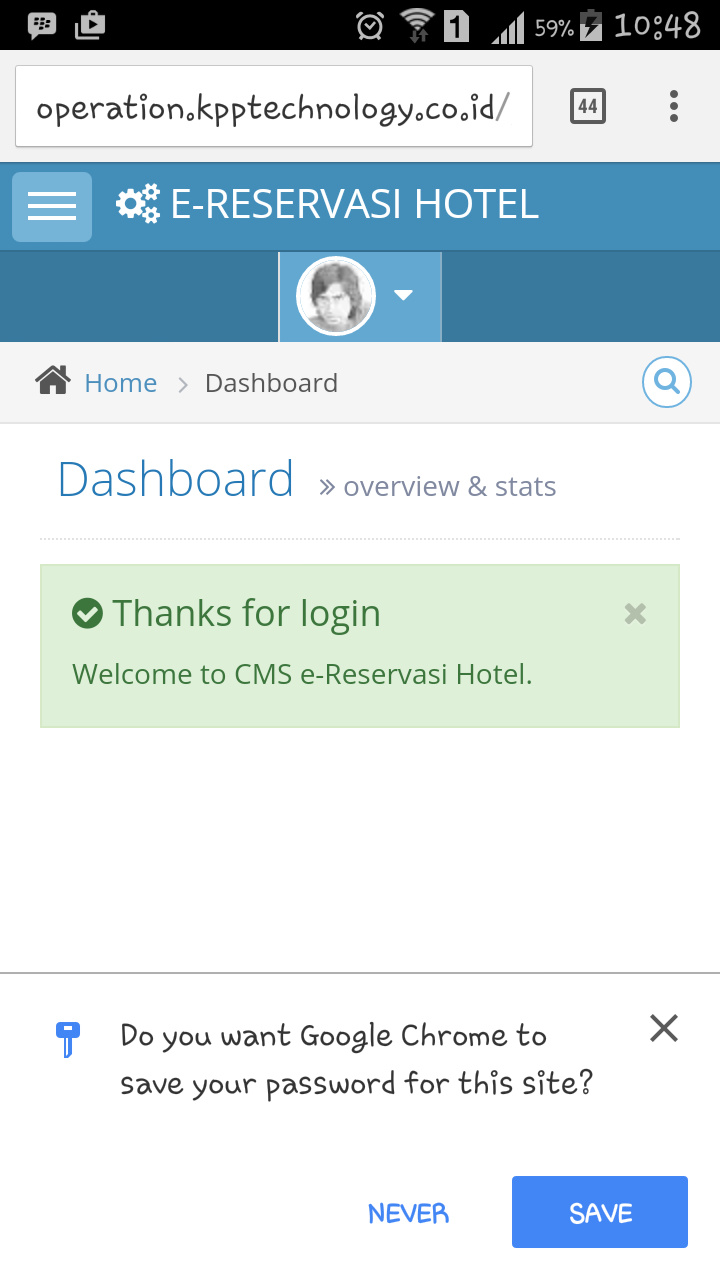 1 59% 10:48
operation.kpptechnology.co.id/ 44
E-RESERVASI HOTEL
Home Dashboard
Dashboard » overview & stats
Thanks for login
Welcome to CMS e-Reservasi Hotel.
Do you want Google Chrome to
save your password for this site?
NEVER SAVE